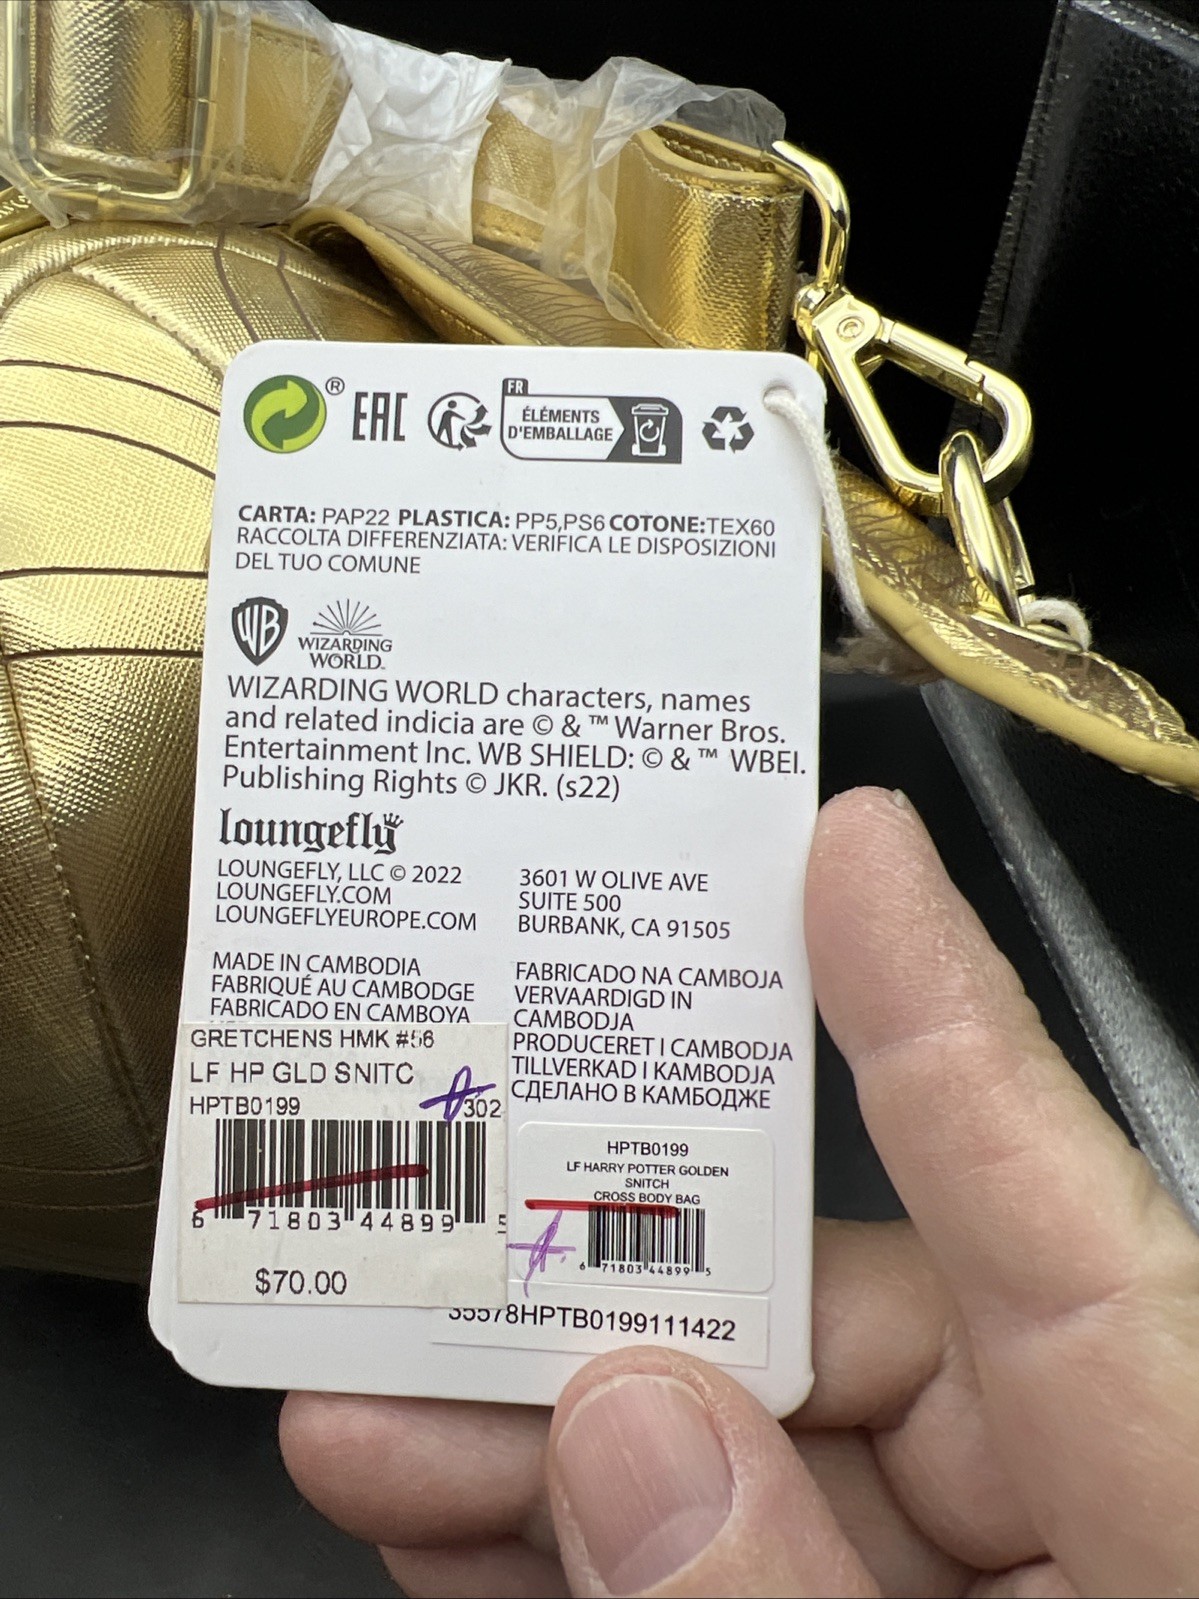 ®
EAC
FR
ÉLÉMENTS
D'EMBALLAGE
CARTA: PAP22 PLASTICA: PP5,PS6 COTONE:TEX60
RACCOLTA DIFFERENZIATA: VERIFICA LE DISPOSIZIONI
DEL TUO COMUNE
WB
WIZARDING
WORLD
WIZARDING WORLD characters, names
and related indicia are © & ™ Warner Bros.
Entertainment Inc. WB SHIELD: © & ™ WBEI.
Publishing Rights © JKR. (s22)
loungefly
LOUNGEFLY, LLC © 2022
LOUNGEFLY.COM
LOUNGEFLYEUROPE.COM
3601 W OLIVE AVE
SUITE 500
BURBANK, CA 91505
MADE IN CAMBODIA
FABRIQUÉ AU CAMBODGE
FABRICADO EN CAMBOYA
FABRICADO NA CAMBOJA
VERVAARDIGD IN
CAMBODJA
PRODUCERET I CAMBODJA
TILLVERKAD I KAMBODJA
СДЕЛАНО В КАМБОДЖЕ
GRETCHENS HMK #56
LF HP GLD SNITC
HPTB0199
302
6 71803 44899 5
$70.00
HPTB0199
LF HARRY POTTER GOLDEN
SNITCH
CROSS BODY BAG
6 71803 44899 5
35578HPTB0199111422